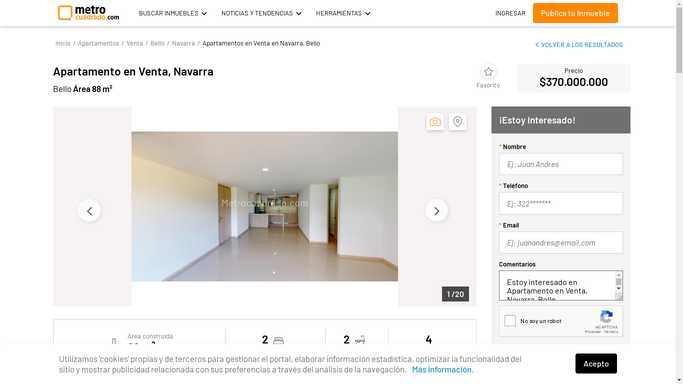 metro
cuadrado.com
BUSCAR INMUEBLES
NOTICIAS Y TENDENCIAS
HERRAMIENTAS
INGRESAR
Publica tu Inmueble
Inicio / Apartamentos / Venta / Bello / Navarra / Apartamentos en Venta en Navarra, Bello
VOLVER A LOS RESULTADOS
Apartamento en Venta, Navarra
Bello Área 88 m²
Favorito
Precio
$370.000.000
¡Estoy Interesado!
* Nombre
Ej: Juan Andres
* Teléfono
Ej: 322*******
* Email
Ej: juanandres@email.com
Comentarios
Estoy interesado en
Apartamento en Venta,
Navarra, Bello
Metrocuadrado.com
1 /20
No soy un robot
reCAPTCHA
Privacidad - Términos
Área construida
2
2
4
Utilizamos 'cookies' propias y de terceros para gestionar el portal, elaborar información estadística, optimizar la funcionalidad del
sitio y mostrar publicidad relacionada con sus preferencias a través del análisis de la navegación. Más información.
Acepto